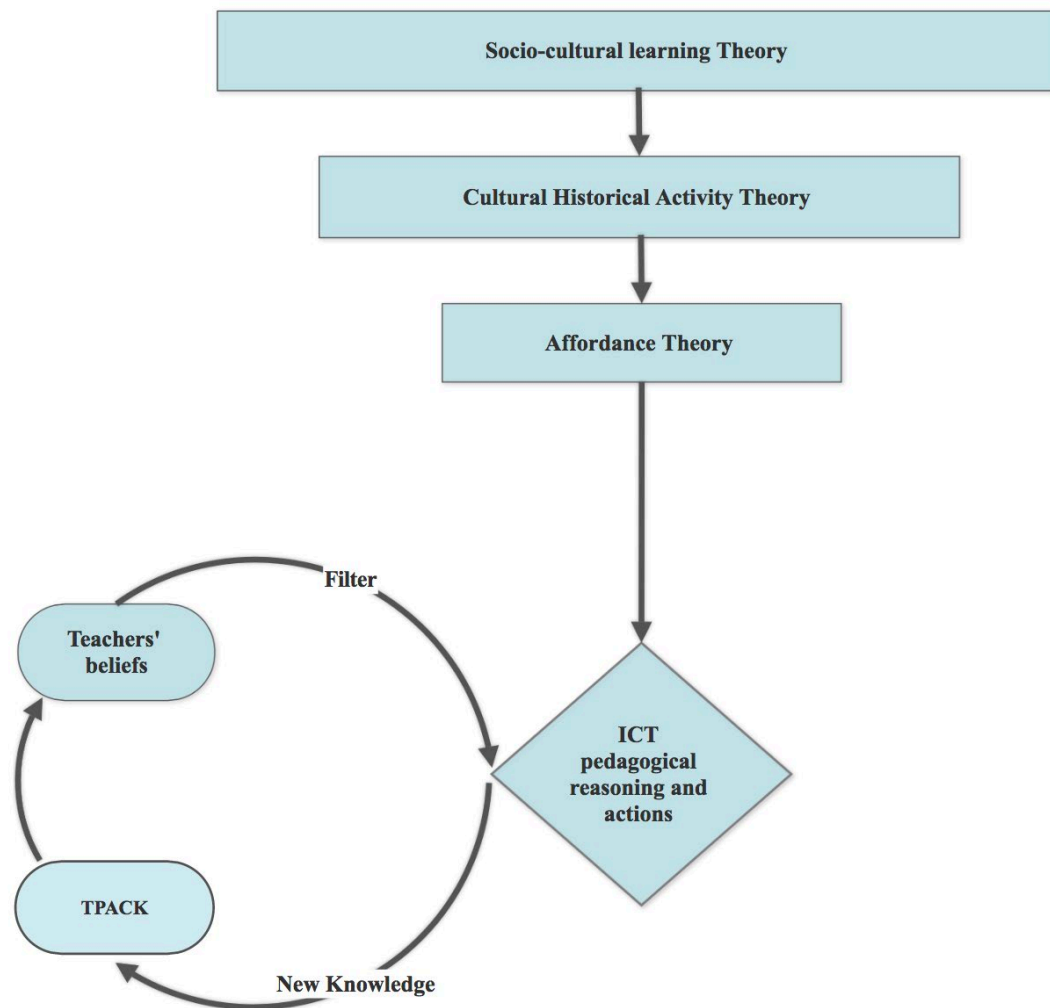 Socio-cultural learning Theory
Cultural Historical Activity Theory
Affordance Theory
Filter
Teachers'
beliefs
ICT
pedagogical
reasoning and
actions
TPACK
New Knowledge